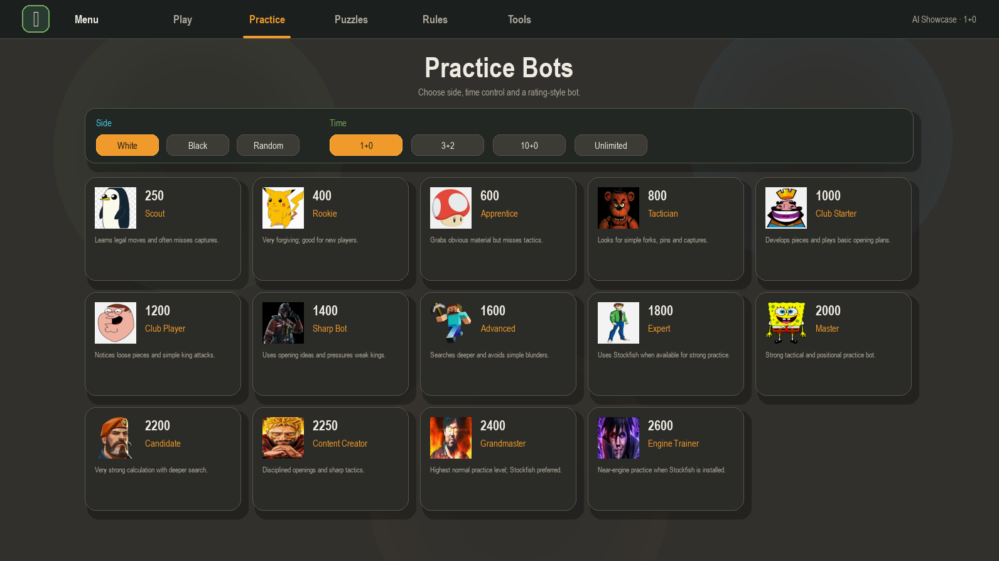 Menu
Play
Practice
Puzzles
Rules
Tools
AI Showcase · 1+0
Practice Bots
Choose side, time control and a rating-style bot.
Side
Time
White
Black
Random
1+0
3+2
10+0
Unlimited
250
Scout
Learns legal moves and often misses captures.
400
Rookie
Very forgiving; good for new players.
600
Apprentice
Grabs obvious material but misses tactics.
800
Tactician
Looks for simple forks, pins and captures.
1000
Club Starter
Develops pieces and plays basic opening plans.
1200
Club Player
Notices loose pieces and simple king attacks.
1400
Sharp Bot
Uses opening ideas and pressures weak kings.
1600
Advanced
Searches deeper and avoids simple blunders.
1800
Expert
Uses Stockfish when available for strong practice.
2000
Master
Strong tactical and positional practice bot.
2200
Candidate
Very strong calculation with deeper search.
2250
Content Creator
Disciplined openings and sharp tactics.
2400
Grandmaster
Highest normal practice level; Stockfish preferred.
2600
Engine Trainer
Near-engine practice when Stockfish is installed.